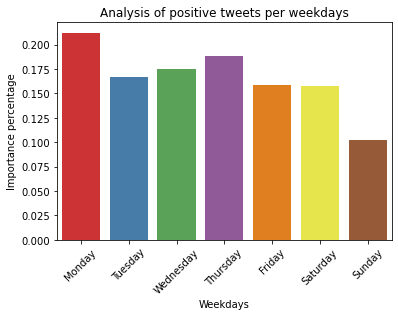 Analysis of positive tweets per weekdays
Importance percentage
0.200
0.175
0.150
0.125
0.100
0.075
0.050
0.025
0.000
Monday
Tuesday
Wednesday
Thursday
Friday
Saturday
Sunday
Weekdays